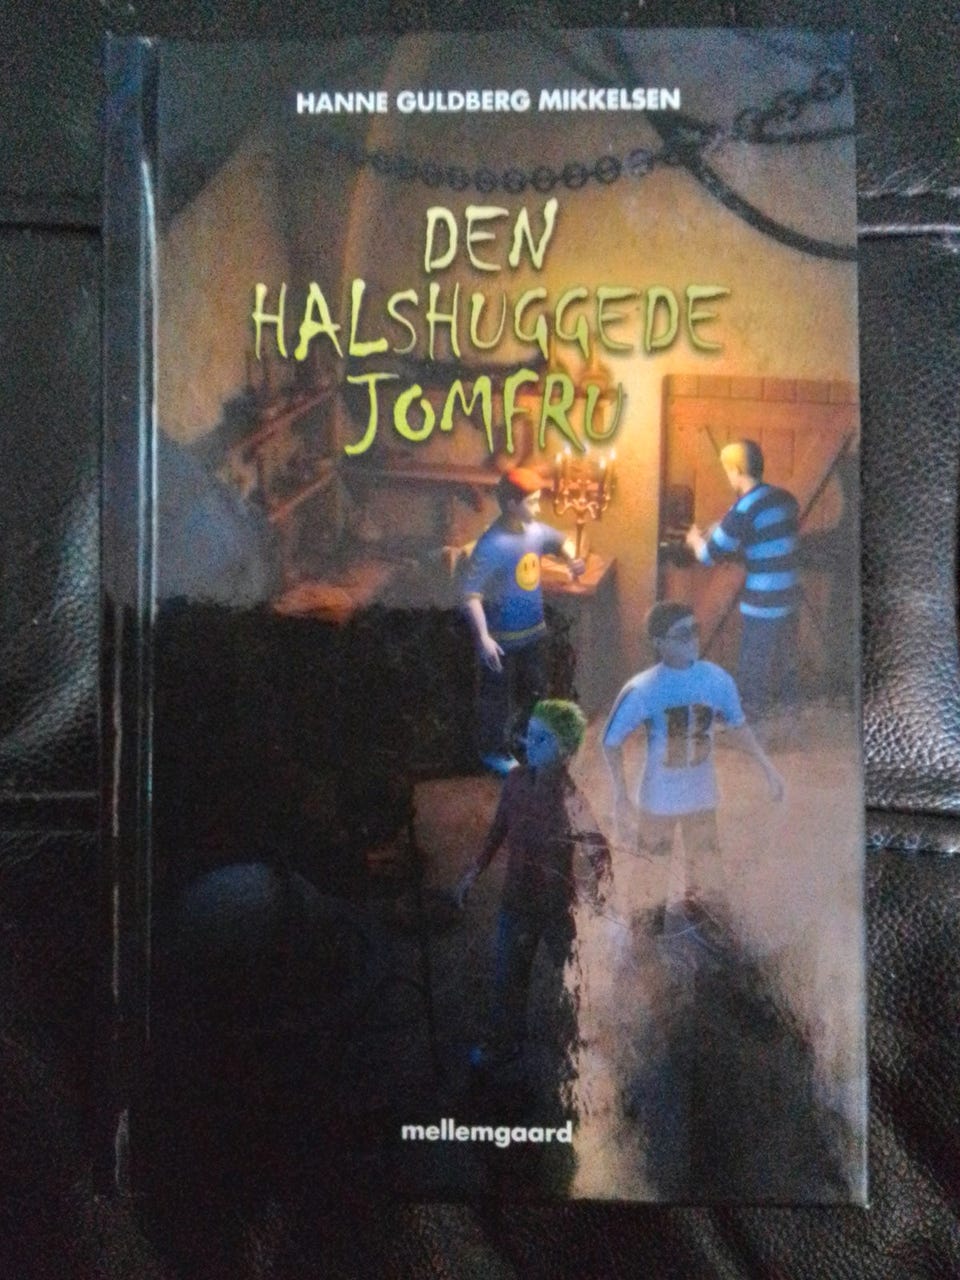 HANNE GULDBERG MIKKELSEN
DEN
HALSHUGGEDE
JOMFRU
mellemgaard